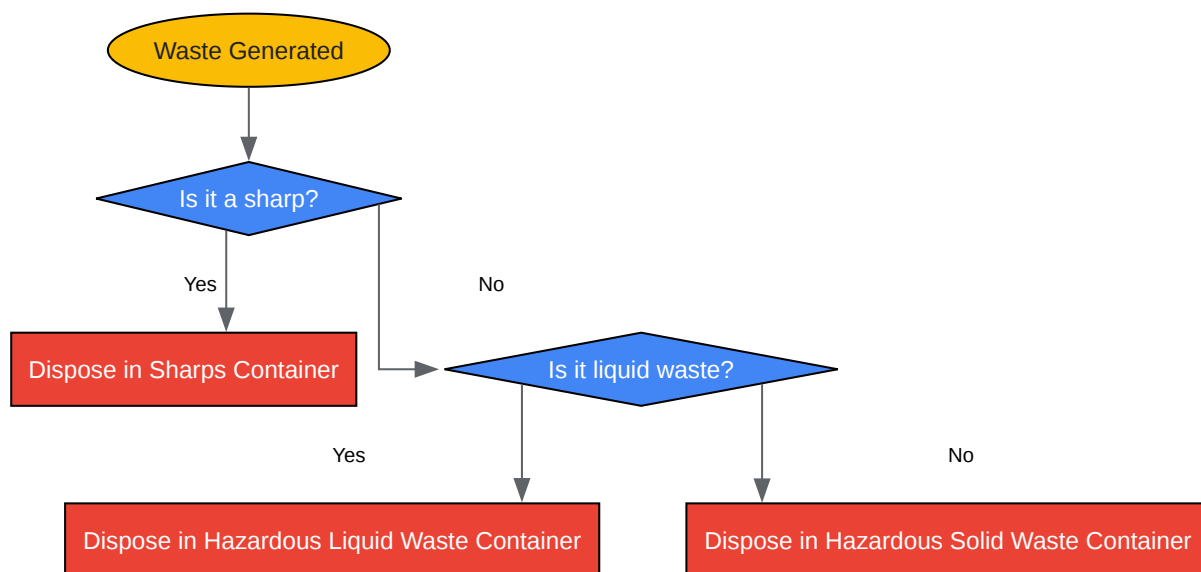 Waste Generated
Is it a sharp?
Yes
No
Dispose in Sharps Container
Is it liquid waste?
Yes
No
Dispose in Hazardous Liquid Waste Container
Dispose in Hazardous Solid Waste Container